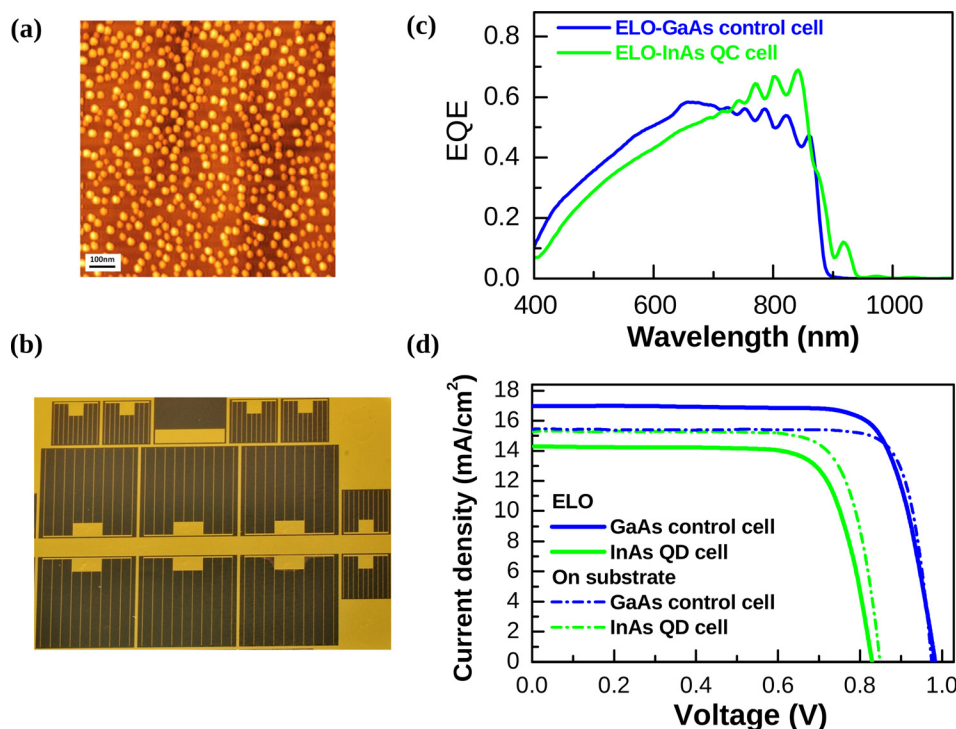 (a)
100nm
(b)
(c)
ELO-GaAs control cell
ELO-InAs QC cell
EQE
0.8
0.6
0.4
0.2
0.0
400
600
800
1000
Wavelength (nm)
(d)
Current density (mA/cm²)
18
16
14
12
10
8
6
4
2
0
ELO
GaAs control cell
InAs QD cell
On substrate
GaAs control cell
InAs QD cell
0.0
0.2
0.4
0.6
0.8
1.0
Voltage (V)